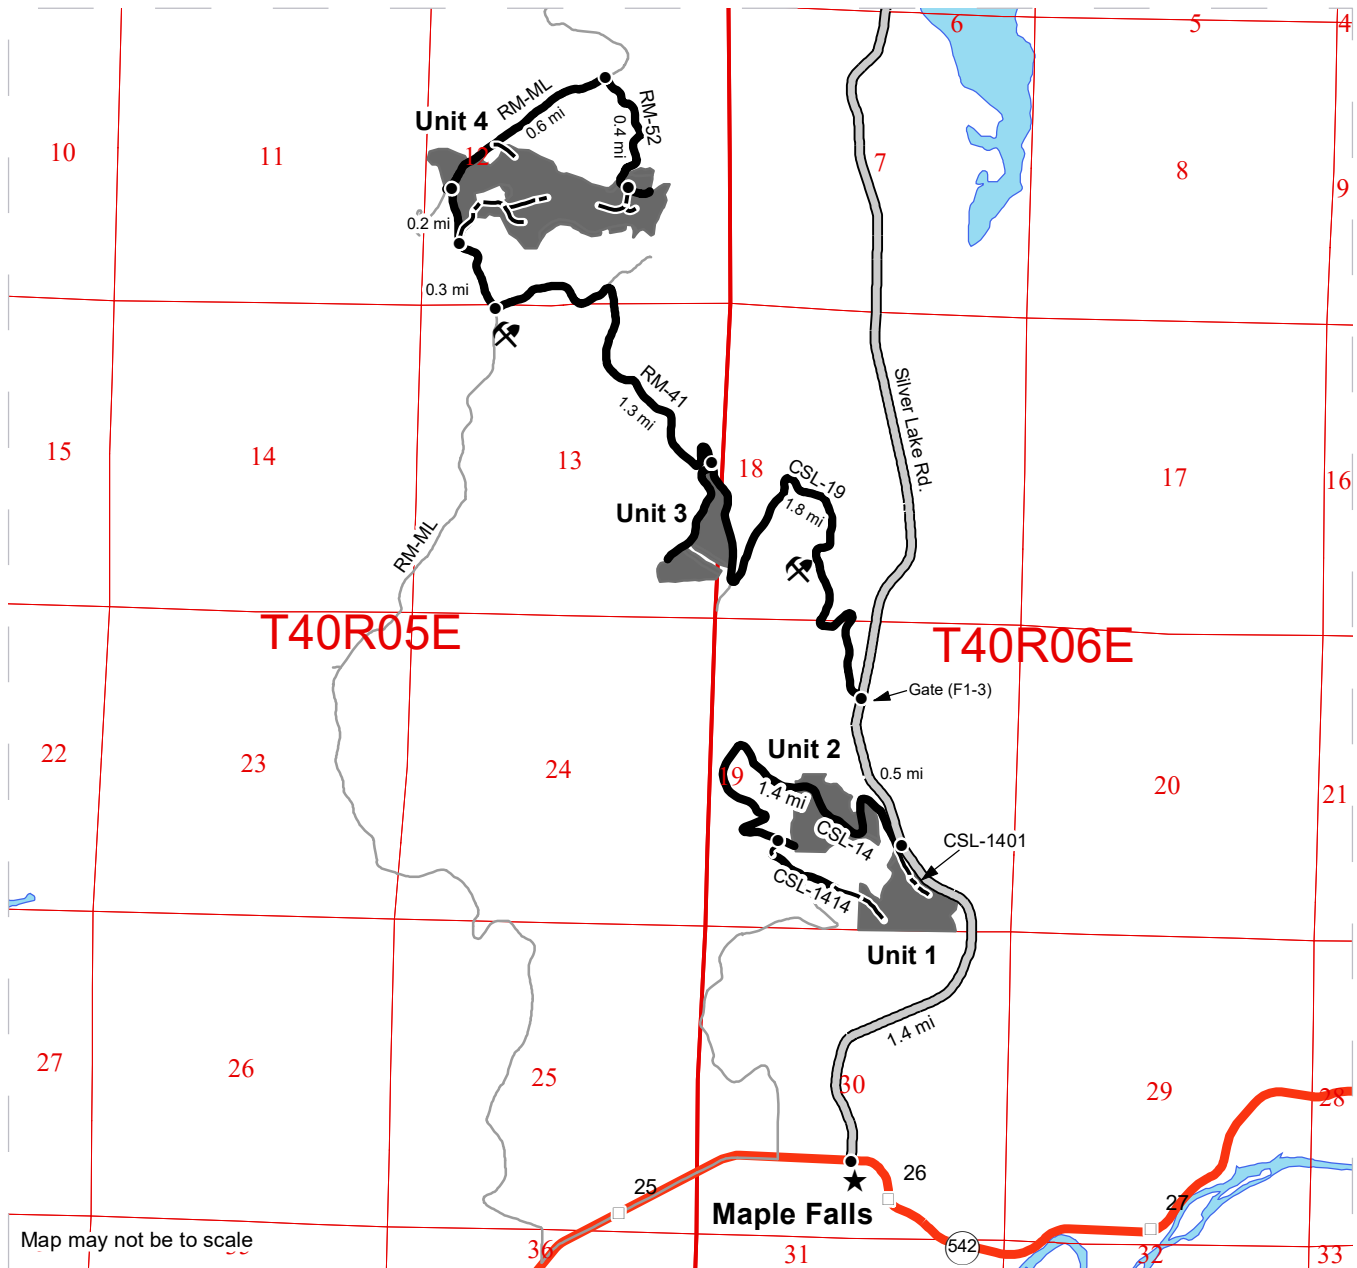 6
5
4
RM-ML
0.6 mi
RM-52
0.4 mi
Unit 4
10
11
12
7
8
9
0.2 mi
0.3 mi
RM-41
1.3 mi
Silver Lake Rd.
15
14
13
18
CSL-19
1.8 mi
17
16
Unit 3
RM-ML
T40R05E
T40R06E
Gate (F1-3)
22
23
24
19
Unit 2
1.4 mi
0.5 mi
20
21
CSL-14
CSL-1401
CSL-1414
Unit 1
1.4 mi
27
26
25
30
29
28
25
26
27
Maple Falls
Map may not be to scale
36
31
542
32
33